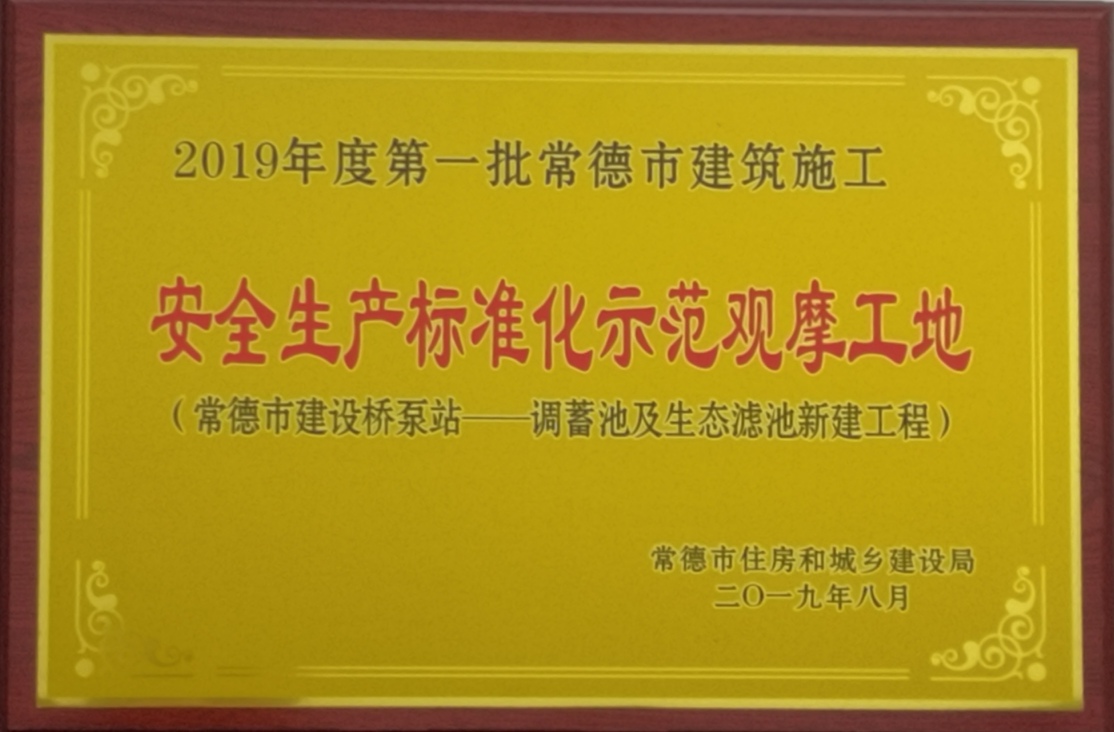 2019年度第一批常德市建筑施工
安全生产标准化示范观摩工地
（常德市建设桥泵站——调蓄池及生态滤池新建工程）
常德市住房和城乡建设局
二〇一九年八月